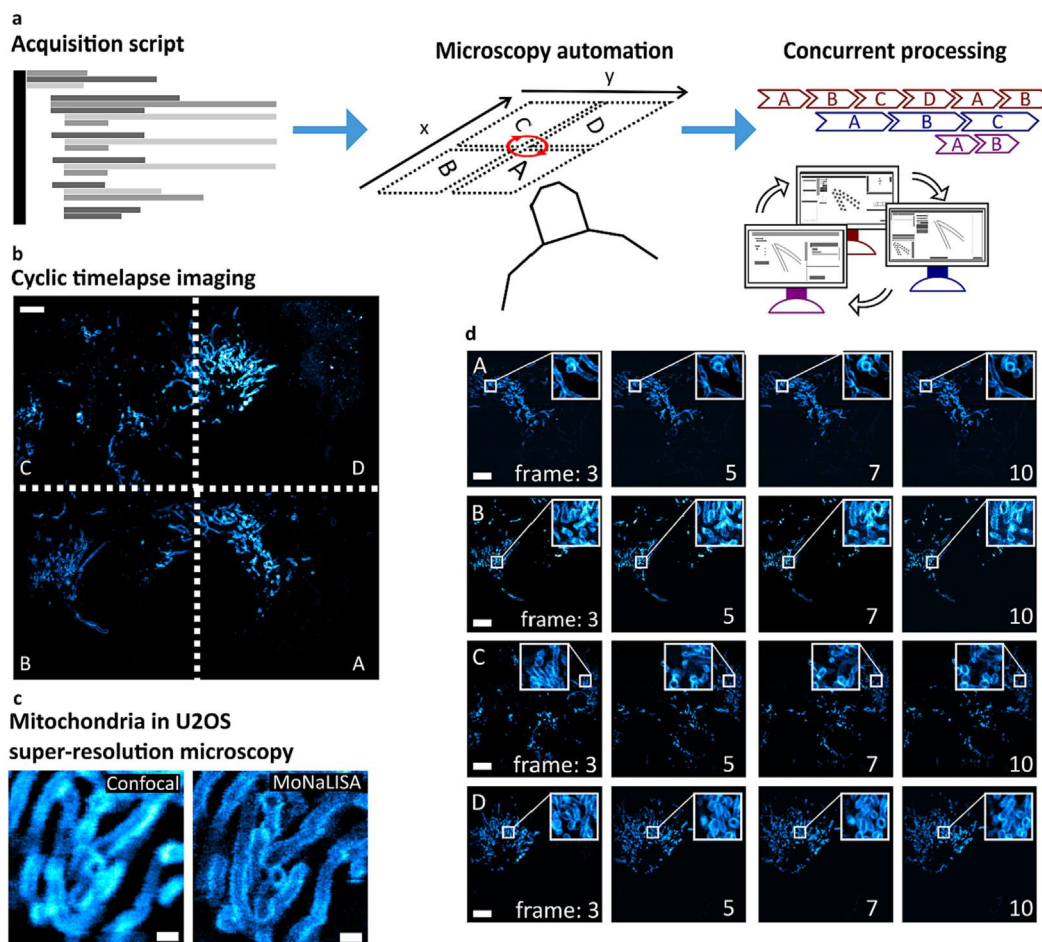 a
Acquisition script
Microscopy automation
Concurrent processing
x
y
C
D
B
A
A B C D A B
A B C
A B
b
Cyclic timelapse imaging
C
D
B
A
c
Mitochondria in U2OS
super-resolution microscopy
Confocal
MoNaLISA
d
A
frame: 3
5
7
10
B
frame: 3
5
7
10
C
frame: 3
5
7
10
D
frame: 3
5
7
10